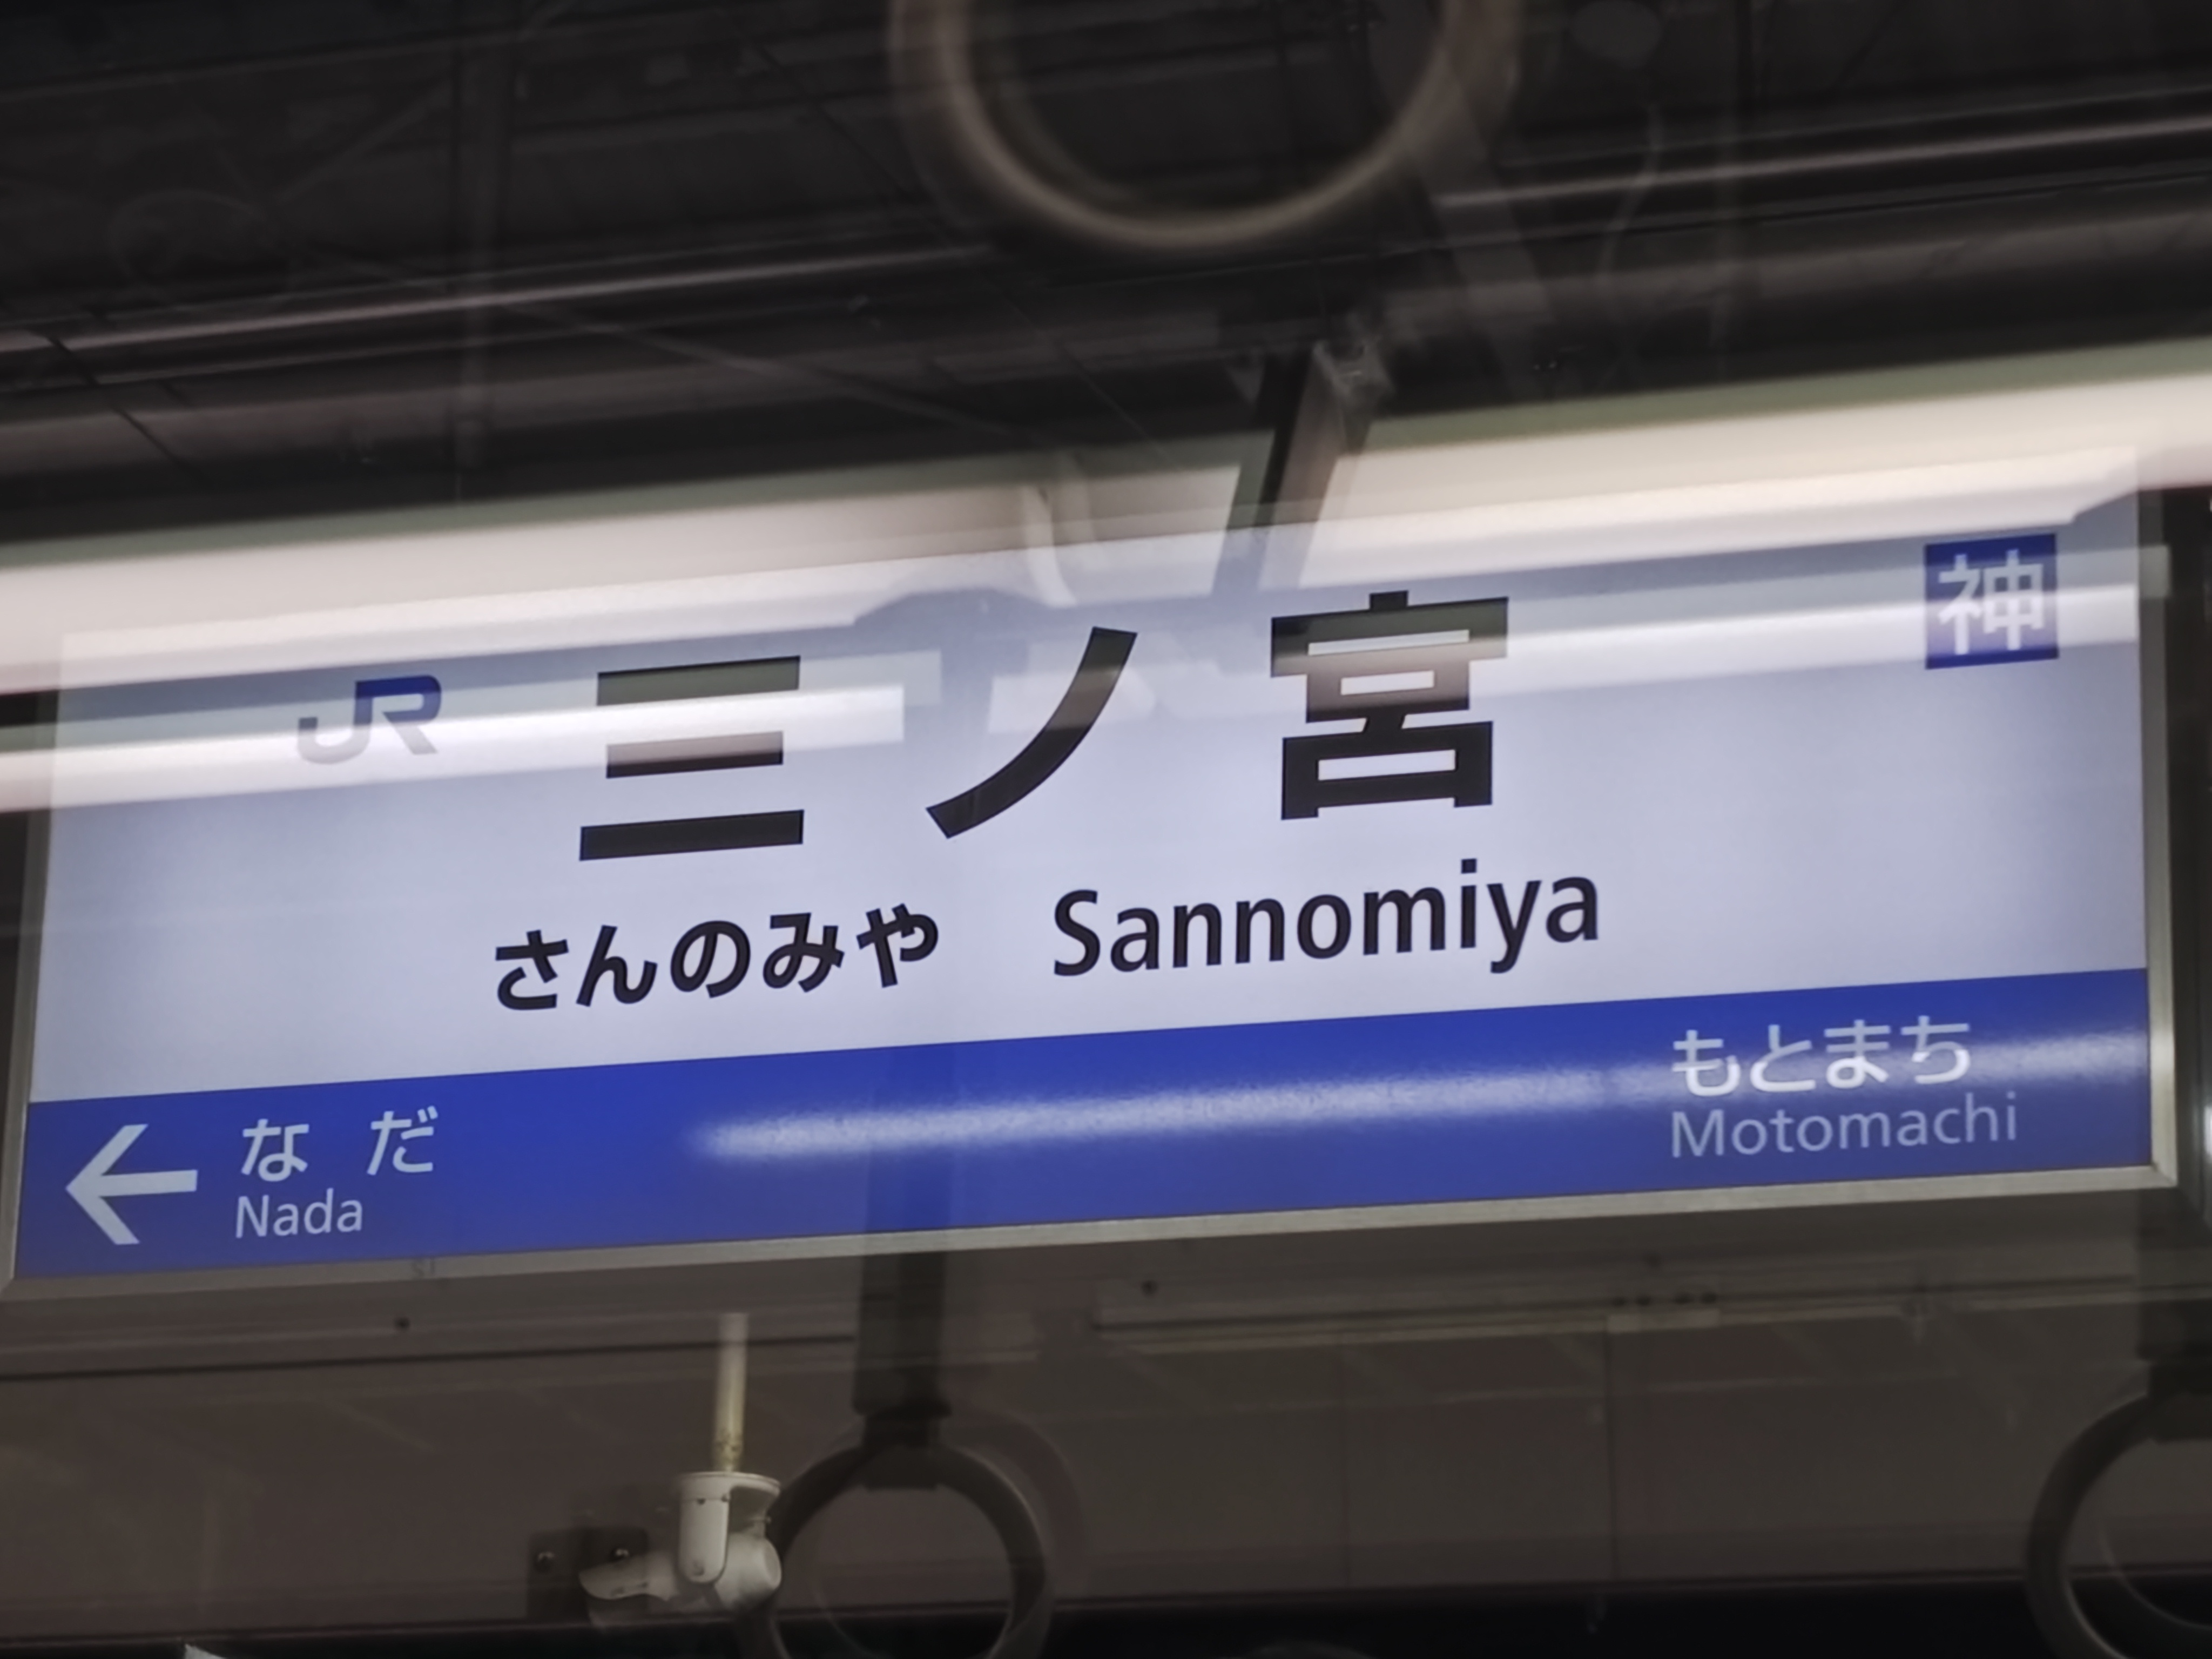 JR 三ノ宮 神
さんのみや Sannomiya
← なだ もとまち
Nada Motomachi